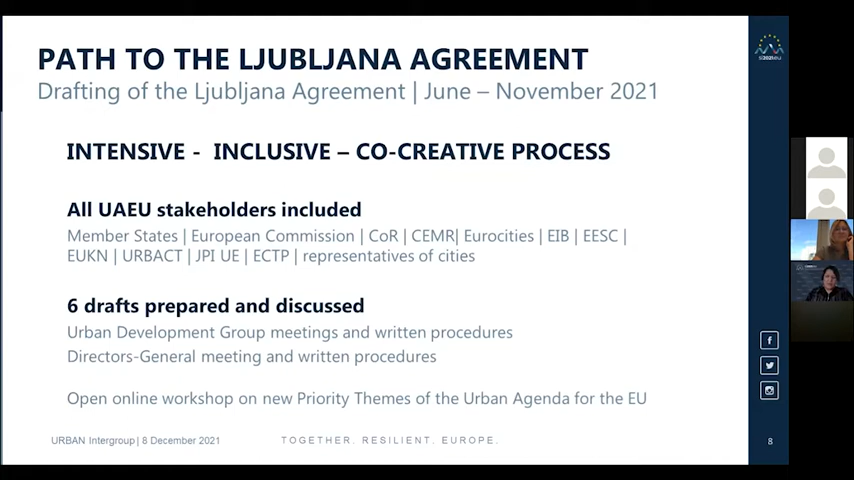 PATH TO THE LJUBLJANA AGREEMENT
Drafting of the Ljubljana Agreement | June – November 2021
INTENSIVE - INCLUSIVE – CO-CREATIVE PROCESS
All UAEU stakeholders included
Member States | European Commission | CoR | CEMR| Eurocities | EIB | EESC |
EUKN | URBACT | JPI UE | ECTP | representatives of cities
6 drafts prepared and discussed
Urban Development Group meetings and written procedures
Directors-General meeting and written procedures
Open online workshop on new Priority Themes of the Urban Agenda for the EU
URBAN Intergroup | 8 December 2021
TOGETHER. RESILIENT. EUROPE.
8